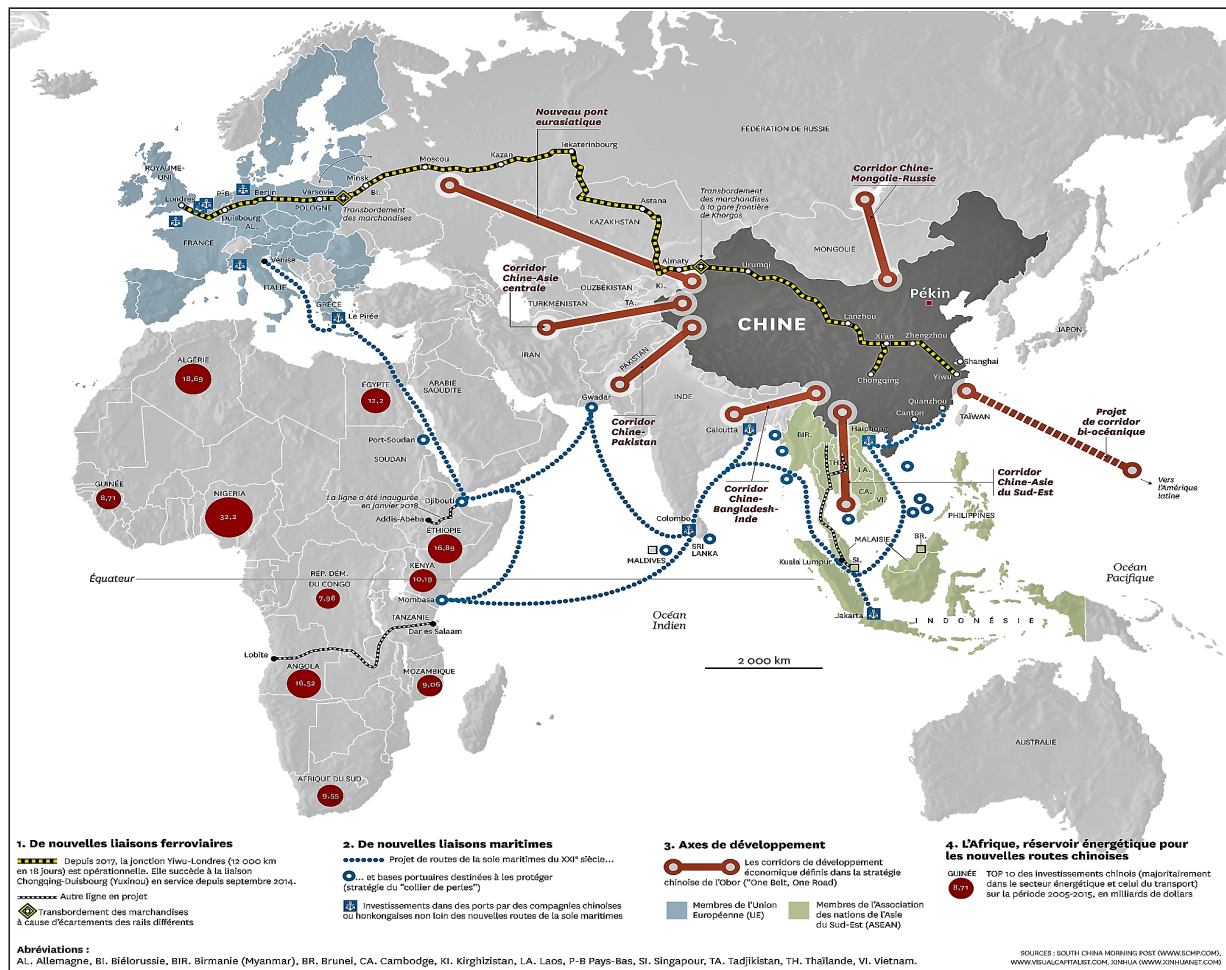 Nouveau pont
eurasiatique
FÉDÉRATION DE RUSSIE
Iekaterinbourg
Kazan
Moscou
ROYAUME-
UNI
Minsk
BI.
P-B
Berlin
Varsovie
Londres
POLOGNE
Duisbourg
AL.
Transbordement
des marchandises
FRANCE
Corridor Chine-
Mongolie-Russie
Transbordement
des marchandises
à la gare frontière
de Khorgos
Astana
KAZAKHSTAN
MONGOLIE
Venise
ITALIE
GRÈCE
Le Pirée
Almaty
Urumqi
KI.
Corridor
Chine-Asie
centrale
OUZBÉKISTAN
TURKMÉNISTAN
TA.
Pékin
CHINE
Lanzhou
Xi'an
Zhengzhou
JAPON
Shanghai
Chongqing
Yiwu
IRAN
PAKISTAN
ALGÉRIE
18,69
ÉGYPTE
12,2
ARABIE
SAOUDITE
Gwadar
INDE
Quanzhou
Canton
TAÏWAN
Projet
de corridor
bi-océanique
Corridor
Chine-
Pakistan
Calcutta
BIR.
Haiphong
Port-Soudan
SOUDAN
TH.
LA.
CA.
VI.
Corridor
Chine-Asie
du Sud-Est
Vers
l'Amérique
latine
GUINÉE
8,71
NIGERIA
32,2
La ligne a été inaugurée
en janvier 2018
Djibouti
Addis-Abeba
ÉTHIOPIE
16,89
Corridor
Chine-
Bangladesh-
Inde
PHILIPPINES
Colombo
SRI
LANKA
MALDIVES
MALAISIE
BR.
Kuala Lumpur
SI.
Équateur
RÉP. DÉM.
DU CONGO
7,98
KENYA
10,19
Mombasa
Océan
Pacifique
Océan
Indien
Jakarta
INDONÉSIE
TANZANIE
Dar es Salaam
Lobito
ANGOLA
16,52
MOZAMBIQUE
9,06
2 000 km
AUSTRALIE
AFRIQUE DU SUD
9,55
1. De nouvelles liaisons ferroviaires
Depuis 2017, la jonction Yiwu-Londres (12 000 km
en 18 jours) est opérationnelle. Elle succède à la liaison
Chongqing-Duisbourg (Yuxinou) en service depuis septembre 2014.
Autre ligne en projet
Transbordement des marchandises
à cause d'écartements des rails différents
2. De nouvelles liaisons maritimes
Projet de routes de la soie maritimes du XXIe siècle...
... et bases portuaires destinées à les protéger
(stratégie du "collier de perles")
Investissements dans des ports par des compagnies chinoises
ou honkongaises non loin des nouvelles routes de la soie maritimes
3. Axes de développement
Les corridors de développement
économique définis dans la stratégie
chinoise de l'Obor ("One Belt, One Road)
Membres de l'Union
Européenne (UE)
Membres de l'Association
des nations de l'Asie
du Sud-Est (ASEAN)
4. L'Afrique, réservoir énergétique pour
les nouvelles routes chinoises
GUINÉE
8,71
TOP 10 des investissements chinois (majoritairement
dans le secteur énergétique et celui du transport)
sur la période 2005-2015, en milliards de dollars
Abréviations :
AL. Allemagne, BI. Biélorussie, BIR. Birmanie (Myanmar), BR. Brunei, CA. Cambodge, KI. Kirghizistan, LA. Laos, P-B Pays-Bas, SI. Singapour, TA. Tadjikistan, TH. Thaïlande, VI. Vietnam.
SOURCES : SOUTH CHINA MORNING POST (WWW.SCMP.COM),
WWW.VISUALCAPITALIST.COM, XINHUA (WWW.XINHUANET.COM)